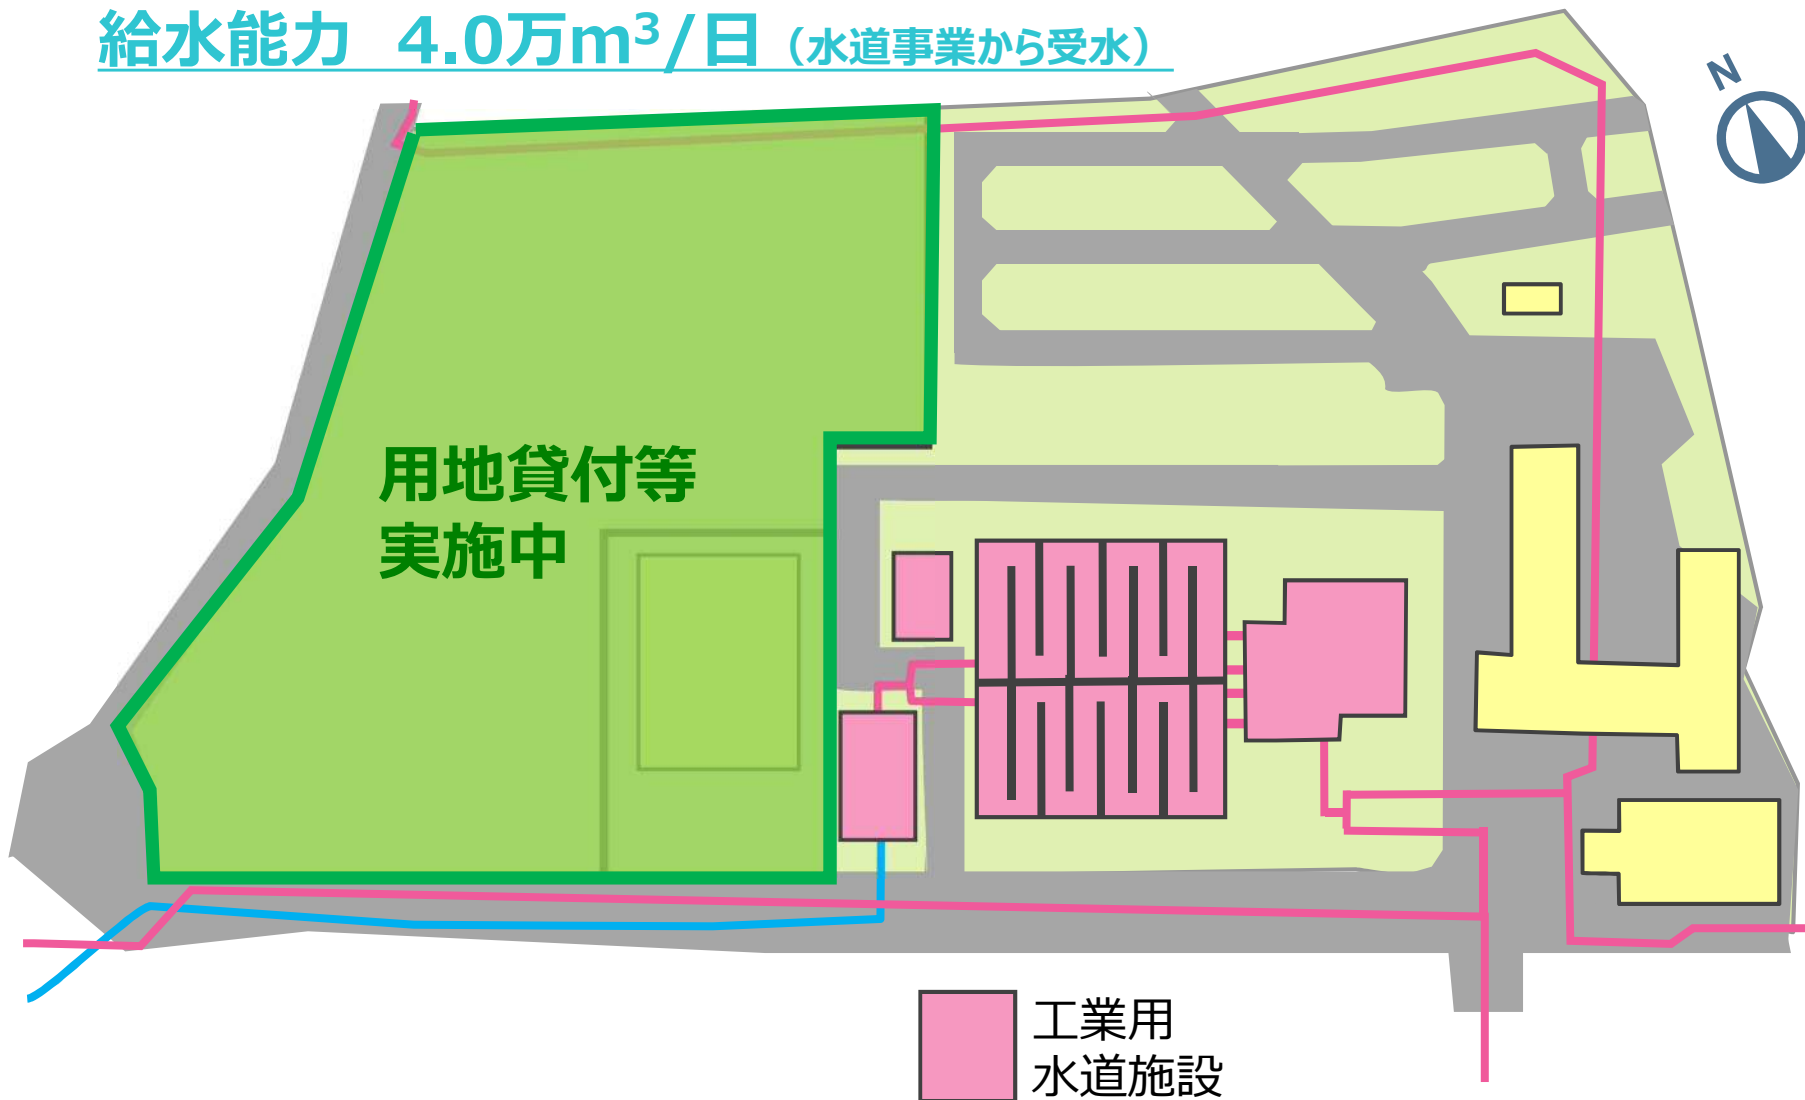 給水能力　4.0万m³/日（水道事業から受水）
N
用地貸付等
実施中
工業用
水道施設